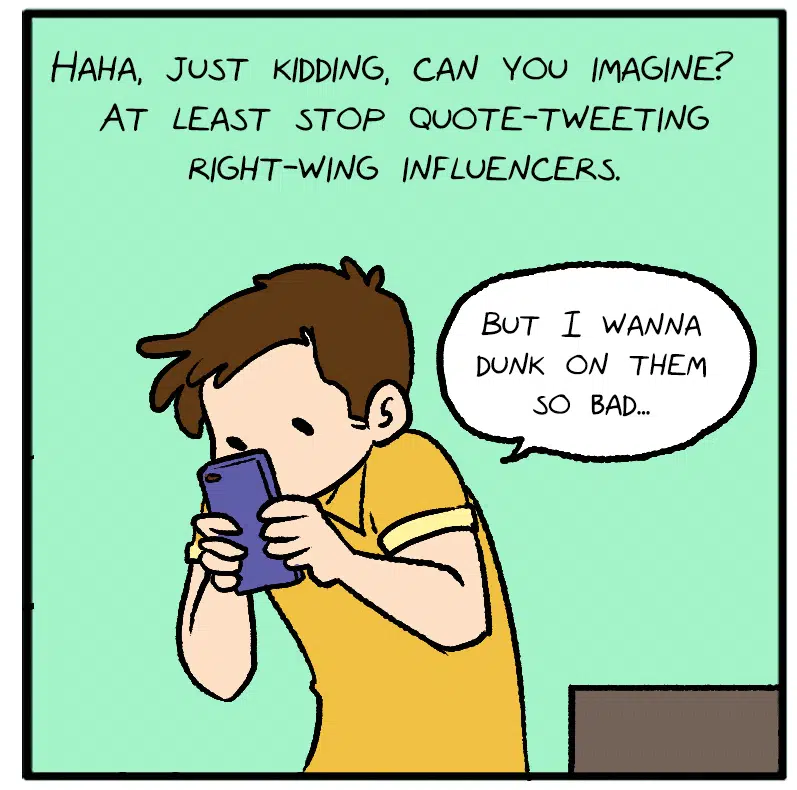 Haha, just kidding, can you imagine?
At least stop quote-tweeting
right-wing influencers.
But I wanna
dunk on them
so bad...